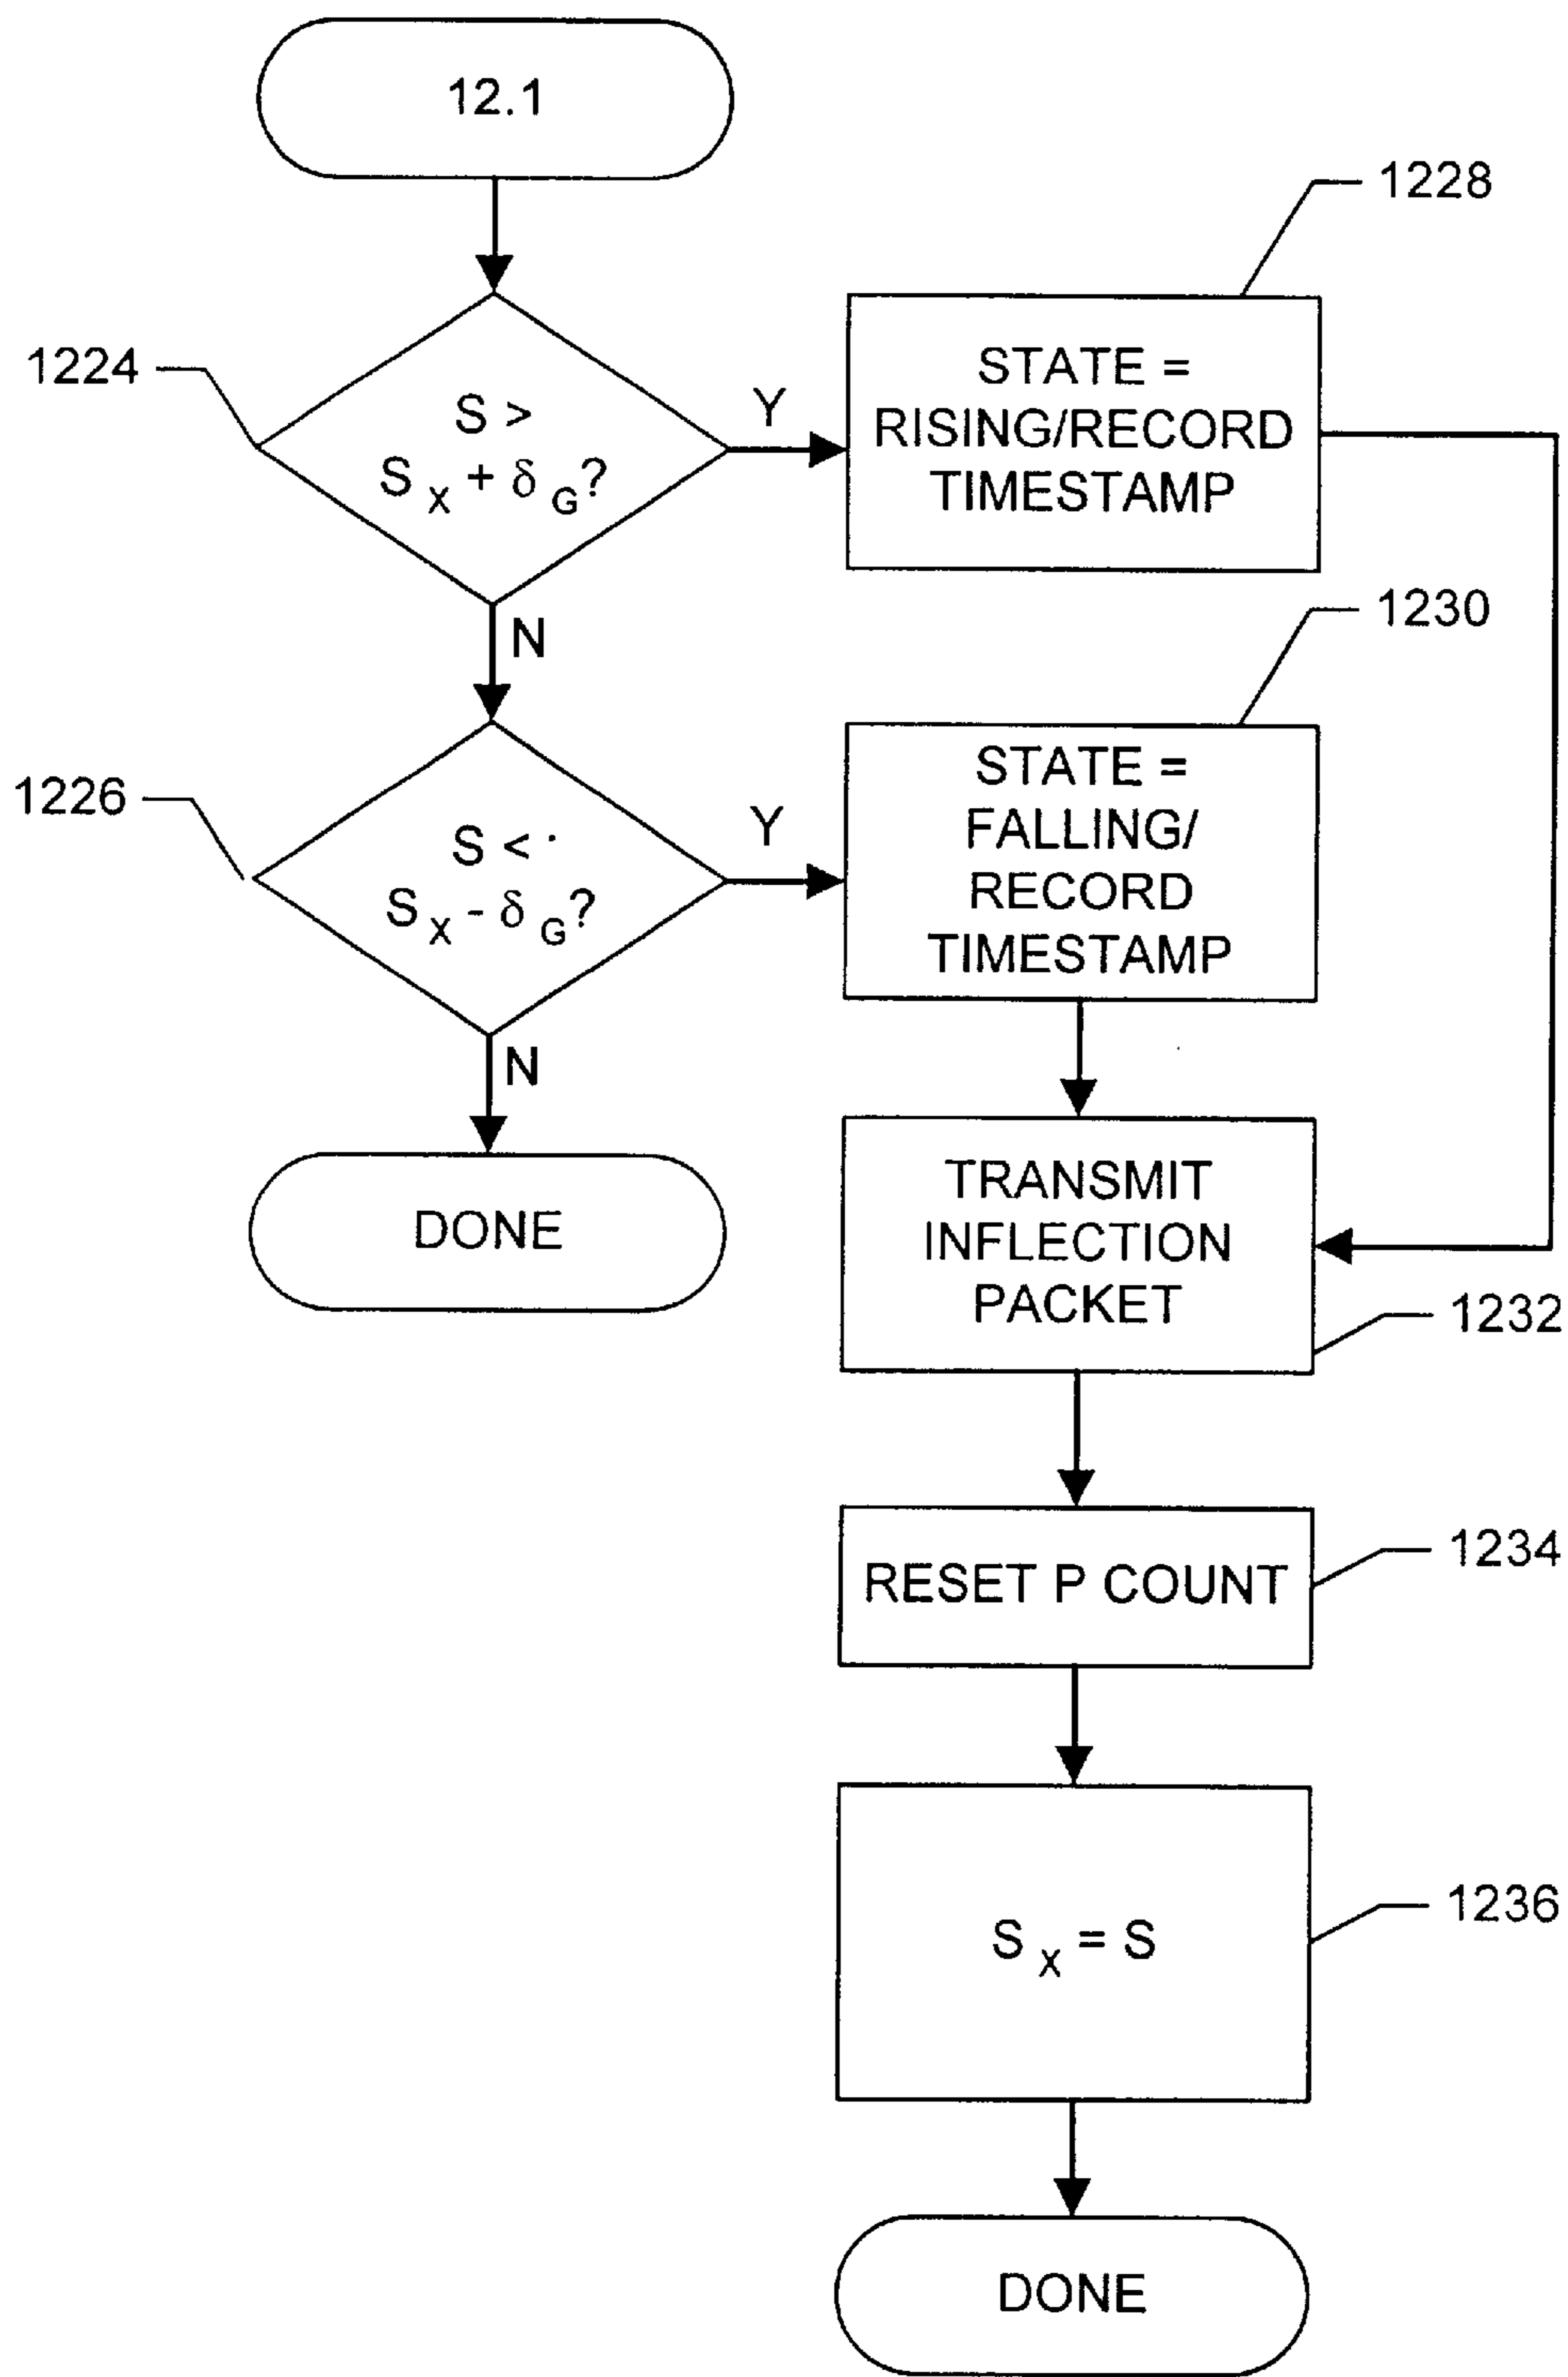 12.1
1228
1224
S >
S X + δ G ?
Y
STATE =
RISING/RECORD
TIMESTAMP
N
1230
1226
S <
S X - δ G ?
Y
STATE =
FALLING/
RECORD
TIMESTAMP
N
DONE
TRANSMIT
INFLECTION
PACKET
1232
RESET P COUNT
1234
S X = S
1236
DONE